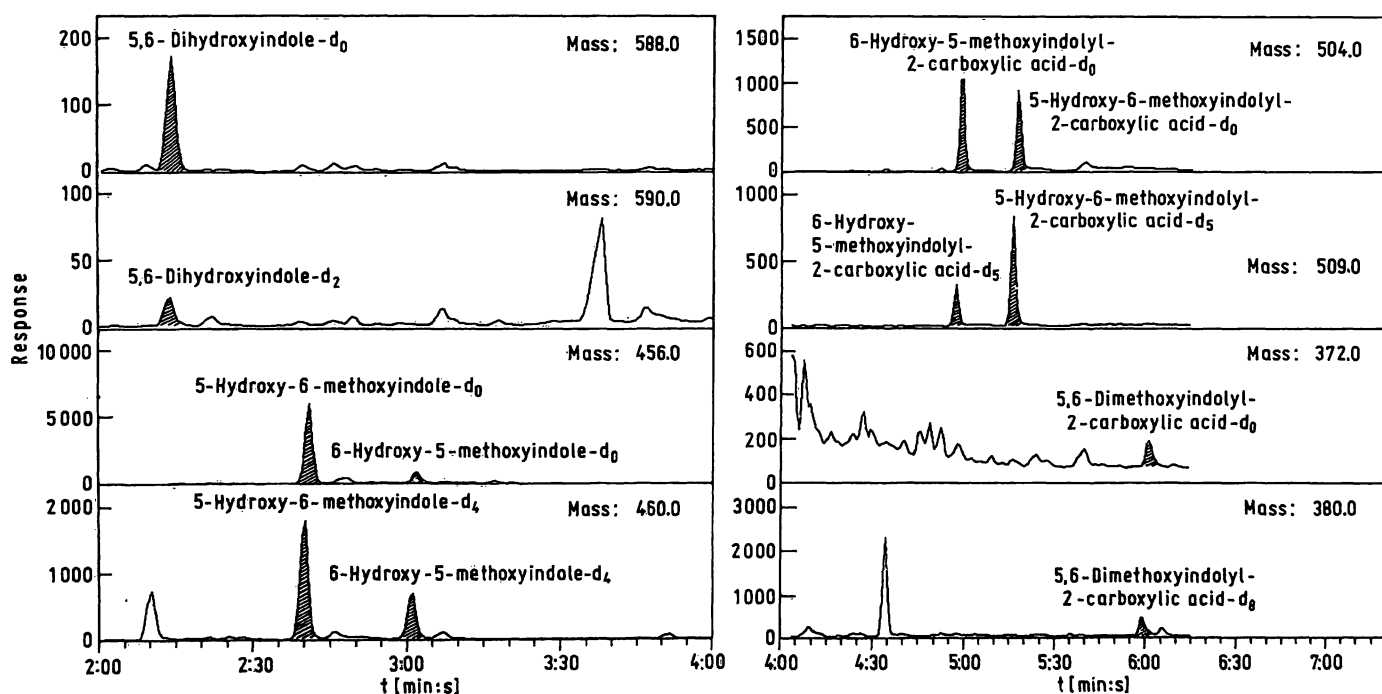 Response
200
100
0
5,6-Dihydroxyindole-d₀
Mass: 588.0
100
50
0
5,6-Dihydroxyindole-d₂
Mass: 590.0
10 000
5 000
0
5-Hydroxy-6-methoxyindole-d₀
6-Hydroxy-5-methoxyindole-d₀
Mass: 456.0
2 000
1 000
0
5-Hydroxy-6-methoxyindole-d₄
6-Hydroxy-5-methoxyindole-d₄
Mass: 460.0
2:00 2:30 3:00 3:30 4:00
t [min:s]
1500
1000
500
0
6-Hydroxy-5-methoxyindolyl-
2-carboxylic acid-d₀
5-Hydroxy-6-methoxyindolyl-
2-carboxylic acid-d₀
Mass: 504.0
1000
500
0
6-Hydroxy-
5-methoxyindolyl-
2-carboxylic acid-d₅
5-Hydroxy-6-methoxyindolyl-
2-carboxylic acid-d₅
509.0
600
400
200
0
Mass: 372.0
5,6-Dimethoxyindolyl-
2-carboxylic acid-d₀
3000
2000
1000
0
Mass: 380.0
5,6-Dimethoxyindolyl-
2-carboxylic acid-d₈
4:00 4:30 5:00 5:30 6:00 6:30 7:00
t [min:s]